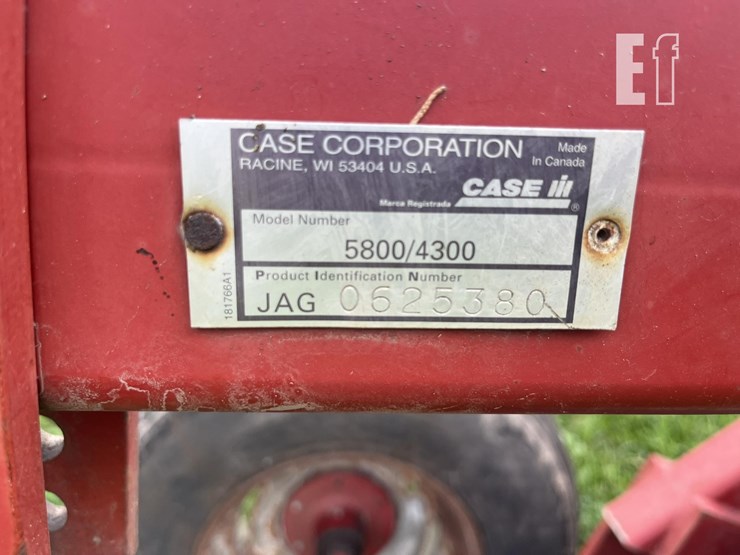 Ef
CASE CORPORATION
RACINE, WI 53404 U.S.A.
Made
In Canada
CASE IH
Marca Registrada ®
Model Number
5800/4300
Product Identification Number
JAG 0625380
181766A1